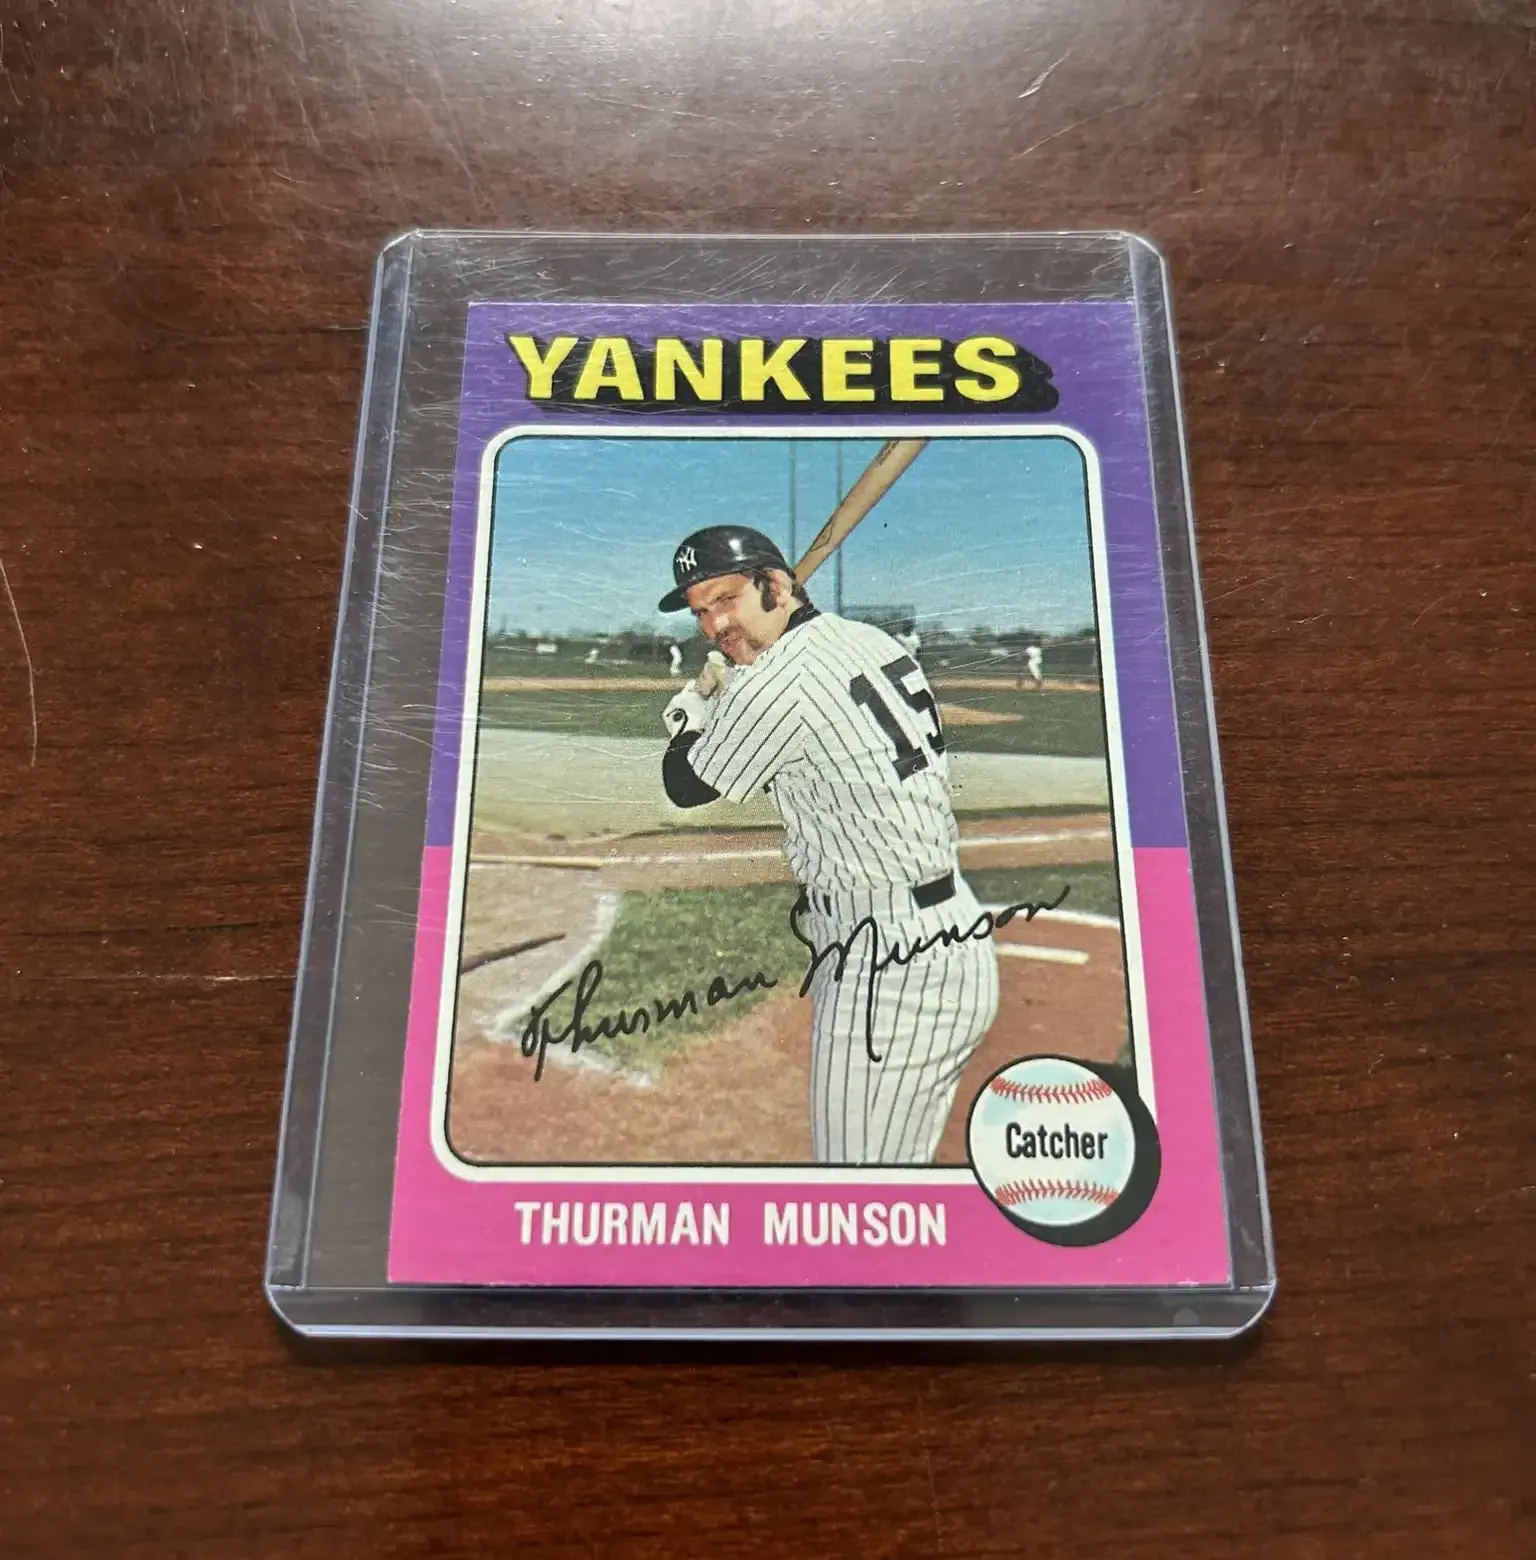 YANKEES
NY
15
Thurman Munson
Catcher
THURMAN MUNSON